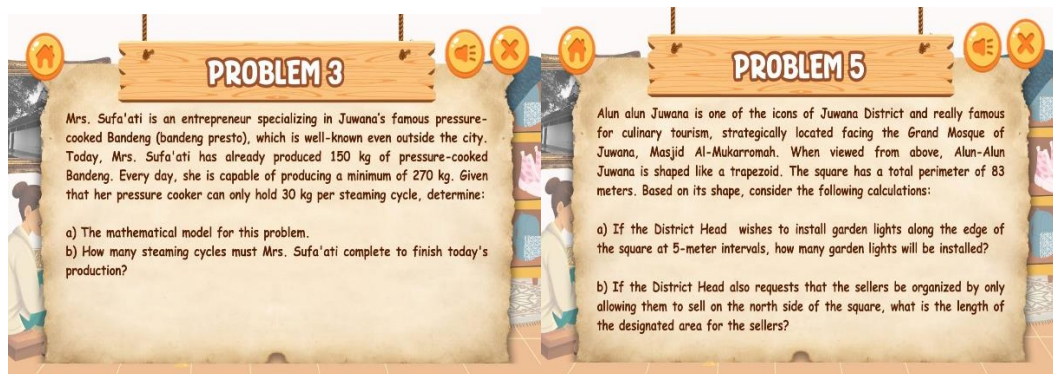 PROBLEM 3
Mrs. Sufa'ati is an entrepreneur specializing in Juwana's famous pressure-
cooked Bandeng (bandeng presto), which is well-known even outside the city.
Today, Mrs. Sufa'ati has already produced 150 kg of pressure-cooked
Bandeng. Every day, she is capable of producing a minimum of 270 kg. Given
that her pressure cooker can only hold 30 kg per steaming cycle, determine:
a) The mathematical model for this problem.
b) How many steaming cycles must Mrs. Sufa'ati complete to finish today's
production?
PROBLEM 5
Alun alun Juwana is one of the icons of Juwana District and really famous
for culinary tourism, strategically located facing the Grand Mosque of
Juwana, Masjid Al-Mukarromah. When viewed from above, Alun-Alun
Juwana is shaped like a trapezoid. The square has a total perimeter of 83
meters. Based on its shape, consider the following calculations:
a) If the District Head wishes to install garden lights along the edge of
the square at 5-meter intervals, how many garden lights will be installed?
b) If the District Head also requests that the sellers be organized by only
allowing them to sell on the north side of the square, what is the length of
the designated area for the sellers?